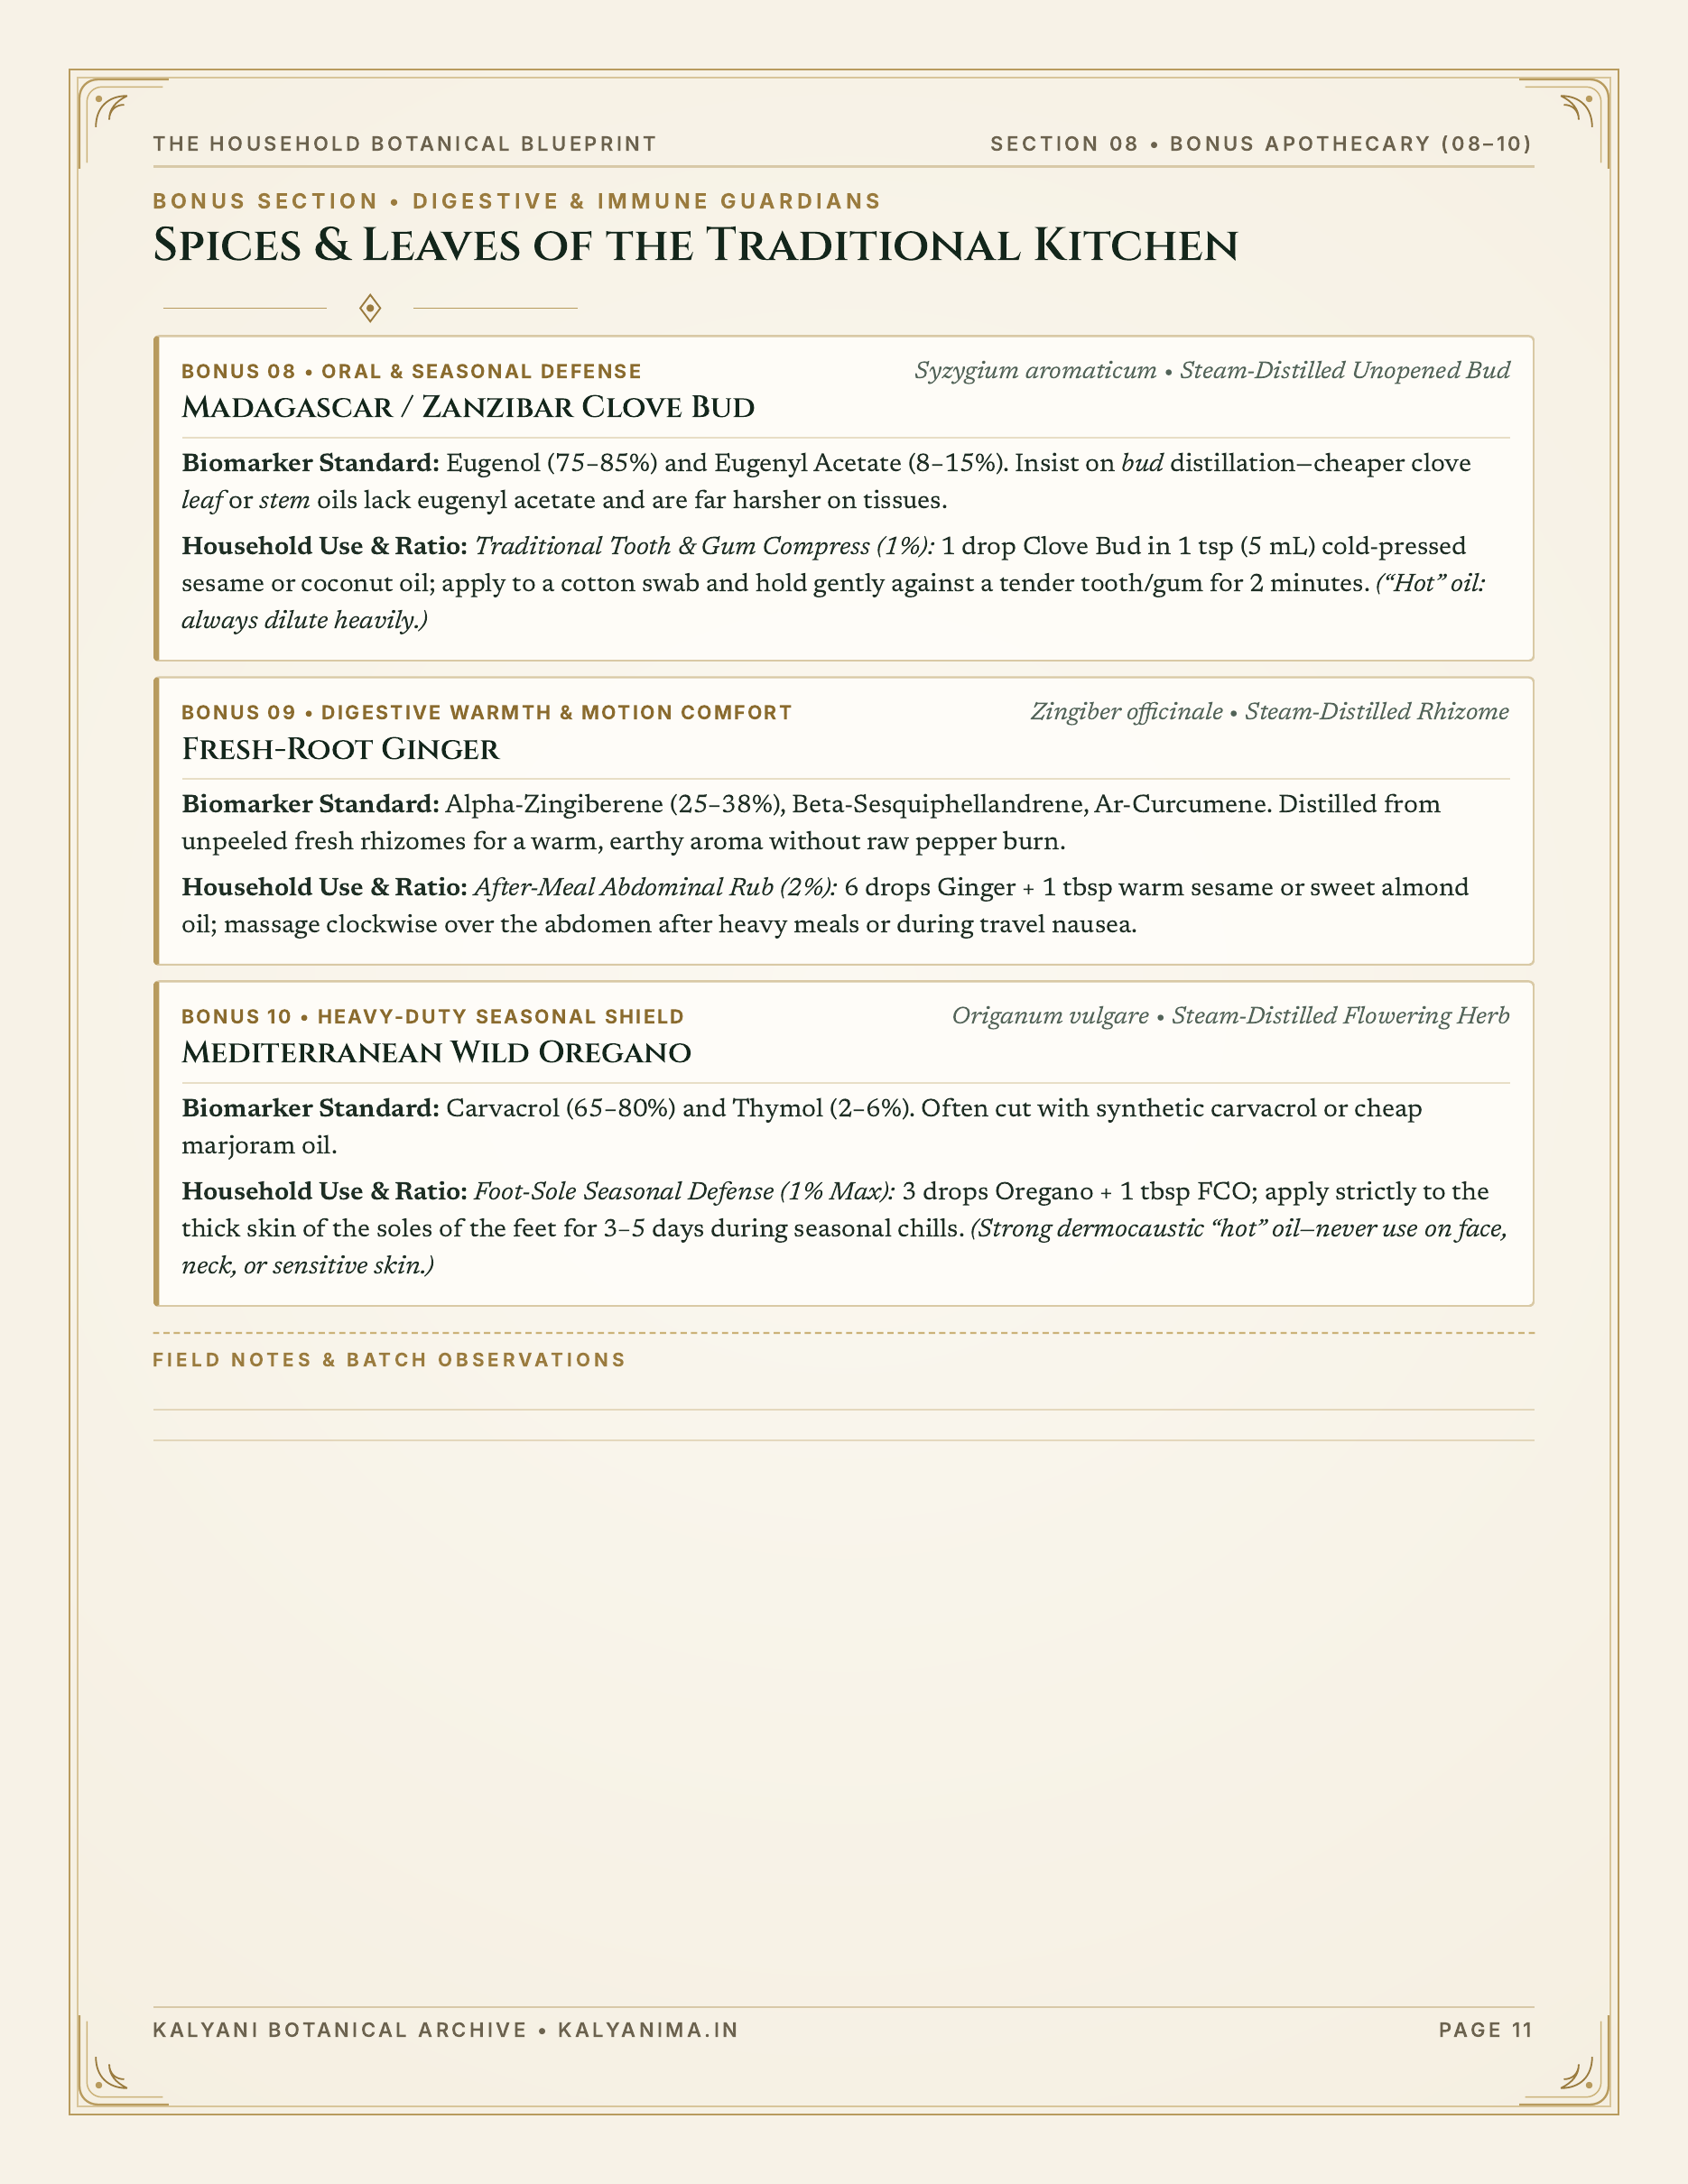 THE HOUSEHOLD BOTANICAL BLUEPRINT
SECTION 08 • BONUS APOTHECARY (08–10)
BONUS SECTION • DIGESTIVE & IMMUNE GUARDIANS
Spices & Leaves of the Traditional Kitchen
BONUS 08 • ORAL & SEASONAL DEFENSE
Syzygium aromaticum • Steam-Distilled Unopened Bud
Madagascar / Zanzibar Clove Bud
Biomarker Standard: Eugenol (75–85%) and Eugenyl Acetate (8–15%). Insist on bud distillation—cheaper clove
leaf or stem oils lack eugenyl acetate and are far harsher on tissues.
Household Use & Ratio: Traditional Tooth & Gum Compress (1%): 1 drop Clove Bud in 1 tsp (5 mL) cold-pressed
sesame or coconut oil; apply to a cotton swab and hold gently against a tender tooth/gum for 2 minutes. (“Hot” oil:
always dilute heavily.)
BONUS 09 • DIGESTIVE WARMTH & MOTION COMFORT
Zingiber officinale • Steam-Distilled Rhizome
Fresh-Root Ginger
Biomarker Standard: Alpha-Zingiberene (25–38%), Beta-Sesquiphellandrene, Ar-Curcumene. Distilled from
unpeeled fresh rhizomes for a warm, earthy aroma without raw pepper burn.
Household Use & Ratio: After-Meal Abdominal Rub (2%): 6 drops Ginger + 1 tbsp warm sesame or sweet almond
oil; massage clockwise over the abdomen after heavy meals or during travel nausea.
BONUS 10 • HEAVY-DUTY SEASONAL SHIELD
Origanum vulgare • Steam-Distilled Flowering Herb
Mediterranean Wild Oregano
Biomarker Standard: Carvacrol (65–80%) and Thymol (2–6%). Often cut with synthetic carvacrol or cheap
marjoram oil.
Household Use & Ratio: Foot-Sole Seasonal Defense (1% Max): 3 drops Oregano + 1 tbsp FCO; apply strictly to the
thick skin of the soles of the feet for 3–5 days during seasonal chills. (Strong dermocaustic “hot” oil—never use on face,
neck, or sensitive skin.)
FIELD NOTES & BATCH OBSERVATIONS
KALYANI BOTANICAL ARCHIVE • KALYANIMA.IN
PAGE 11